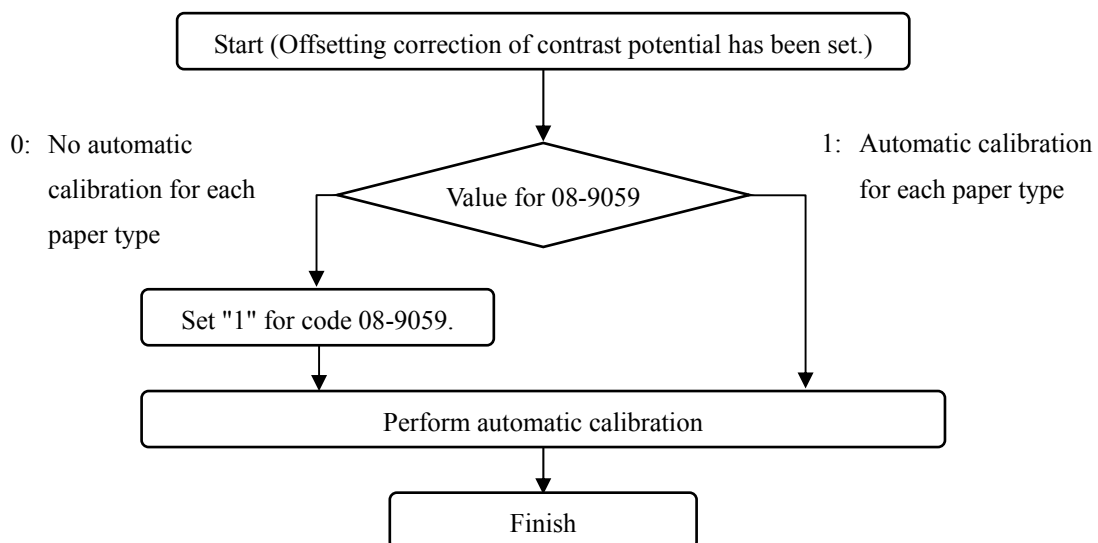 Start (Offsetting correction of contrast potential has been set.)
0: No automatic
calibration for each
paper type
Value for 08-9059
1: Automatic calibration
for each paper type
Set "1" for code 08-9059.
Perform automatic calibration
Finish